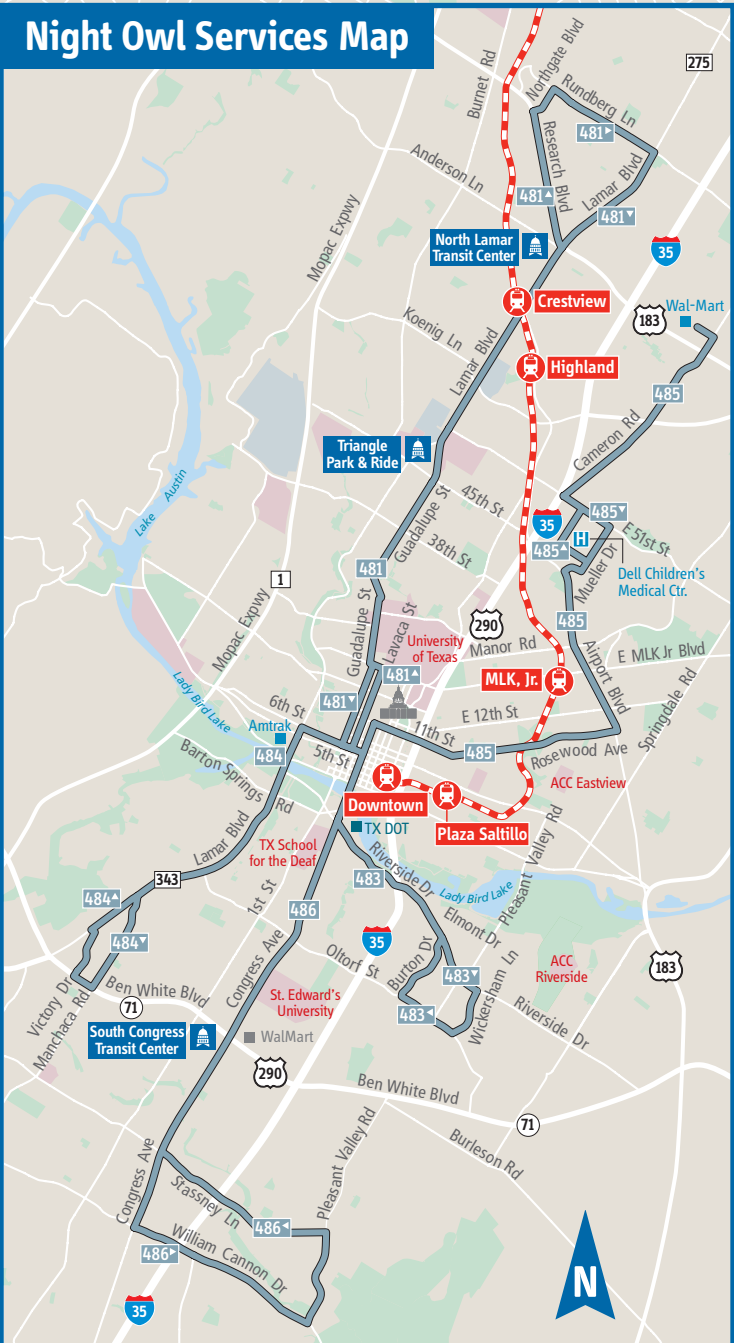 Night Owl Services Map
275
Burnet Rd
Northgate Blvd
Rundberg Ln
481
Research Blvd
Anderson Ln
481
Lamar Blvd
481
North Lamar
Transit Center
35
Mopac Expwy
Crestview
183
Wal-Mart
Koenig Ln
Lamar Blvd
Highland
485
Cameron Rd
Triangle
Park & Ride
45th St
Lake Austin
Guadalupe St
485
35
H
E 51st St
485
38th St
Mueller Dr
Dell Children's
Medical Ctr.
481
1
Guadalupe St
Lavaca St
290
485
Mopac Expwy
University
of Texas
Manor Rd
Airport Blvd
E MLK Jr Blvd
481
MLK, Jr.
Springdale Rd
Lady Bird Lake
481
6th St
E 12th St
Amtrak
484
5th St
11th St
485
Rosewood Ave
Barton Springs Rd
Downtown
ACC Eastview
Plaza Saltillo
Pleasant Valley Rd
TX DOT
Lamar Blvd
TX School
for the Deaf
Riverside Dr
343
483
Lady Bird Lake
484
1st St
486
Elmont Dr
484
35
Congress Ave
Oltorf St
Burton Dr
Wickersham Ln
ACC
Riverside
183
483
Victory Dr
Manchaca Rd
Ben White Blvd
71
St. Edward's
University
483
Riverside Dr
South Congress
Transit Center
WalMart
290
Ben White Blvd
71
Pleasant Valley Rd
Burleson Rd
Congress Ave
Stassney Ln
486
486
William Cannon Dr
35
N